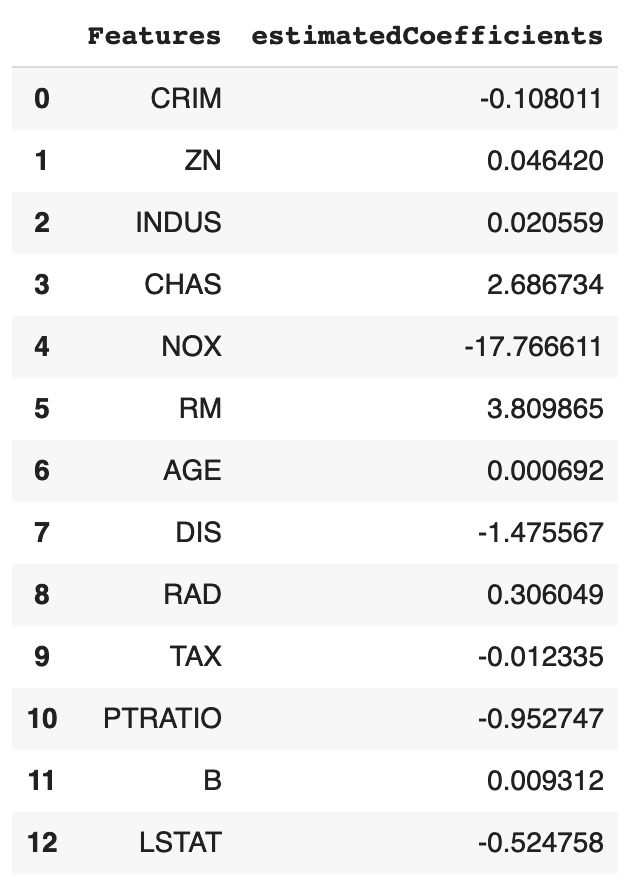 Features estimatedCoefficients
0 CRIM -0.108011
1 ZN 0.046420
2 INDUS 0.020559
3 CHAS 2.686734
4 NOX -17.766611
5 RM 3.809865
6 AGE 0.000692
7 DIS -1.475567
8 RAD 0.306049
9 TAX -0.012335
10 PTRATIO -0.952747
11 B 0.009312
12 LSTAT -0.524758